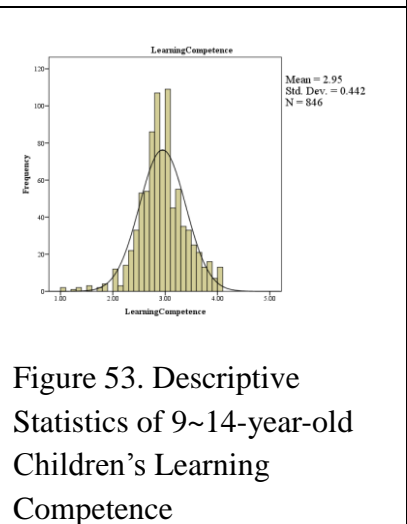 LearningCompetence
Mean = 2.95
Std. Dev. = 0.442
N = 846
120
100
80
60
40
20
0
Frequency
1.00 2.00 3.00 4.00 5.00
LearningCompetence
Figure 53. Descriptive
Statistics of 9~14-year-old
Children’s Learning
Competence